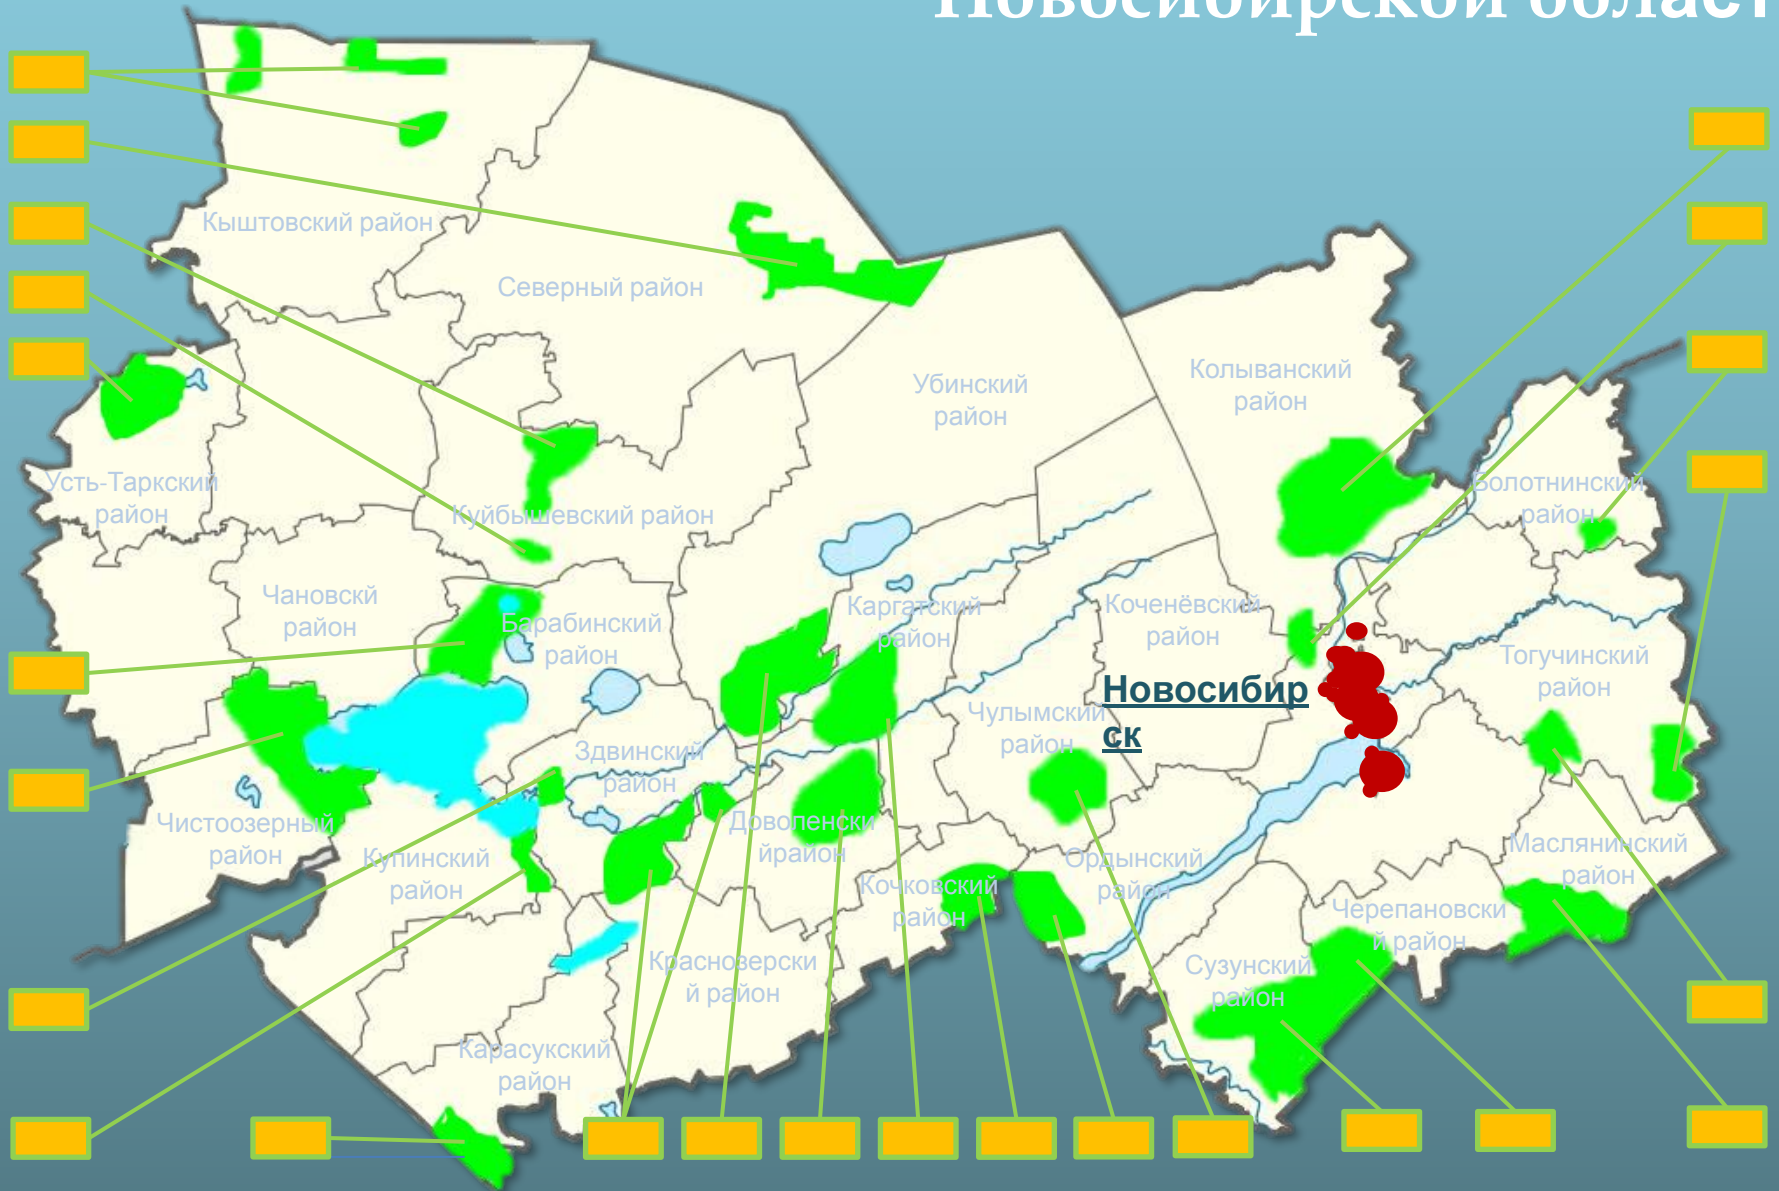 Новосибирской област
Кыштовский район
Северный район
Убинский
район
Колыванский
район
Усть-Таркский
район
Куйбышевский район
Болотнинский
район
Чановскй
район
Барабинский
район
Каргатский
район
Коченёвский
район
Тогучинский
район
Новосибир
ск
Чулымский
район
Здвинский
район
Чистоозерный
район
Купинский
район
Доволенски
йрайон
Ордынский
район
Маслянинский
район
Кочковский
район
Черепановски
й район
Краснозерски
й район
Сузунский
район
Карасукский
район